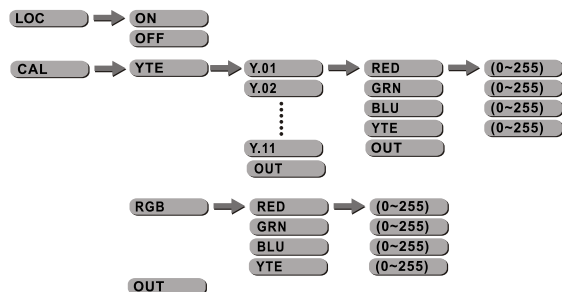 LOC ON
OFF
CAL YTE Y.01 RED (0~255)
Y.02 GRN (0~255)
BLU (0~255)
YTE (0~255)
Y.11 OUT
OUT
RGB RED (0~255)
GRN (0~255)
BLU (0~255)
YTE (0~255)
OUT